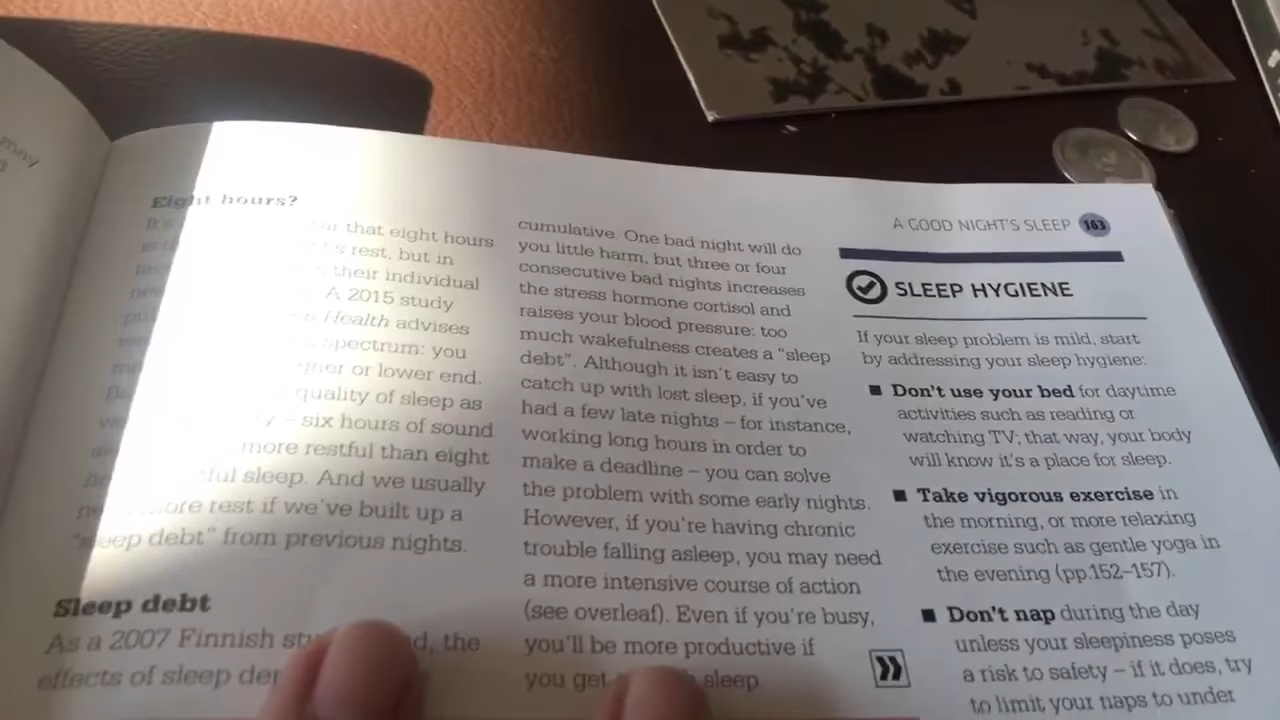 may
Eight hours?
It's that eight hours
rest, but in
their individual
A 2015 study
Health advises
spectrum: you
or lower end.
quality of sleep as
– six hours of sound
more restful than eight
sleep. And we usually
rest if we've built up a
"sleep debt" from previous nights.
Sleep debt
As a 2007 Finnish the
effects of sleep
cumulative. One bad night will do
you little harm, but three or four
consecutive bad nights increases
the stress hormone cortisol and
raises your blood pressure: too
much wakefulness creates a "sleep
debt". Although it isn't easy to
catch up with lost sleep, if you've
had a few late nights – for instance,
working long hours in order to
make a deadline – you can solve
the problem with some early nights.
However, if you're having chronic
trouble falling asleep, you may need
a more intensive course of action
(see overleaf). Even if you're busy,
you'll be more productive if
you get sleep
A GOOD NIGHT'S SLEEP 163
SLEEP HYGIENE
If your sleep problem is mild, start
by addressing your sleep hygiene:
■ Don't use your bed for daytime
activities such as reading or
watching TV; that way, your body
will know it's a place for sleep.
■ Take vigorous exercise in
the morning, or more relaxing
exercise such as gentle yoga in
the evening (pp.152–157).
■ Don't nap during the day
unless your sleepiness poses
a risk to safety – if it does, try
to limit your naps to under